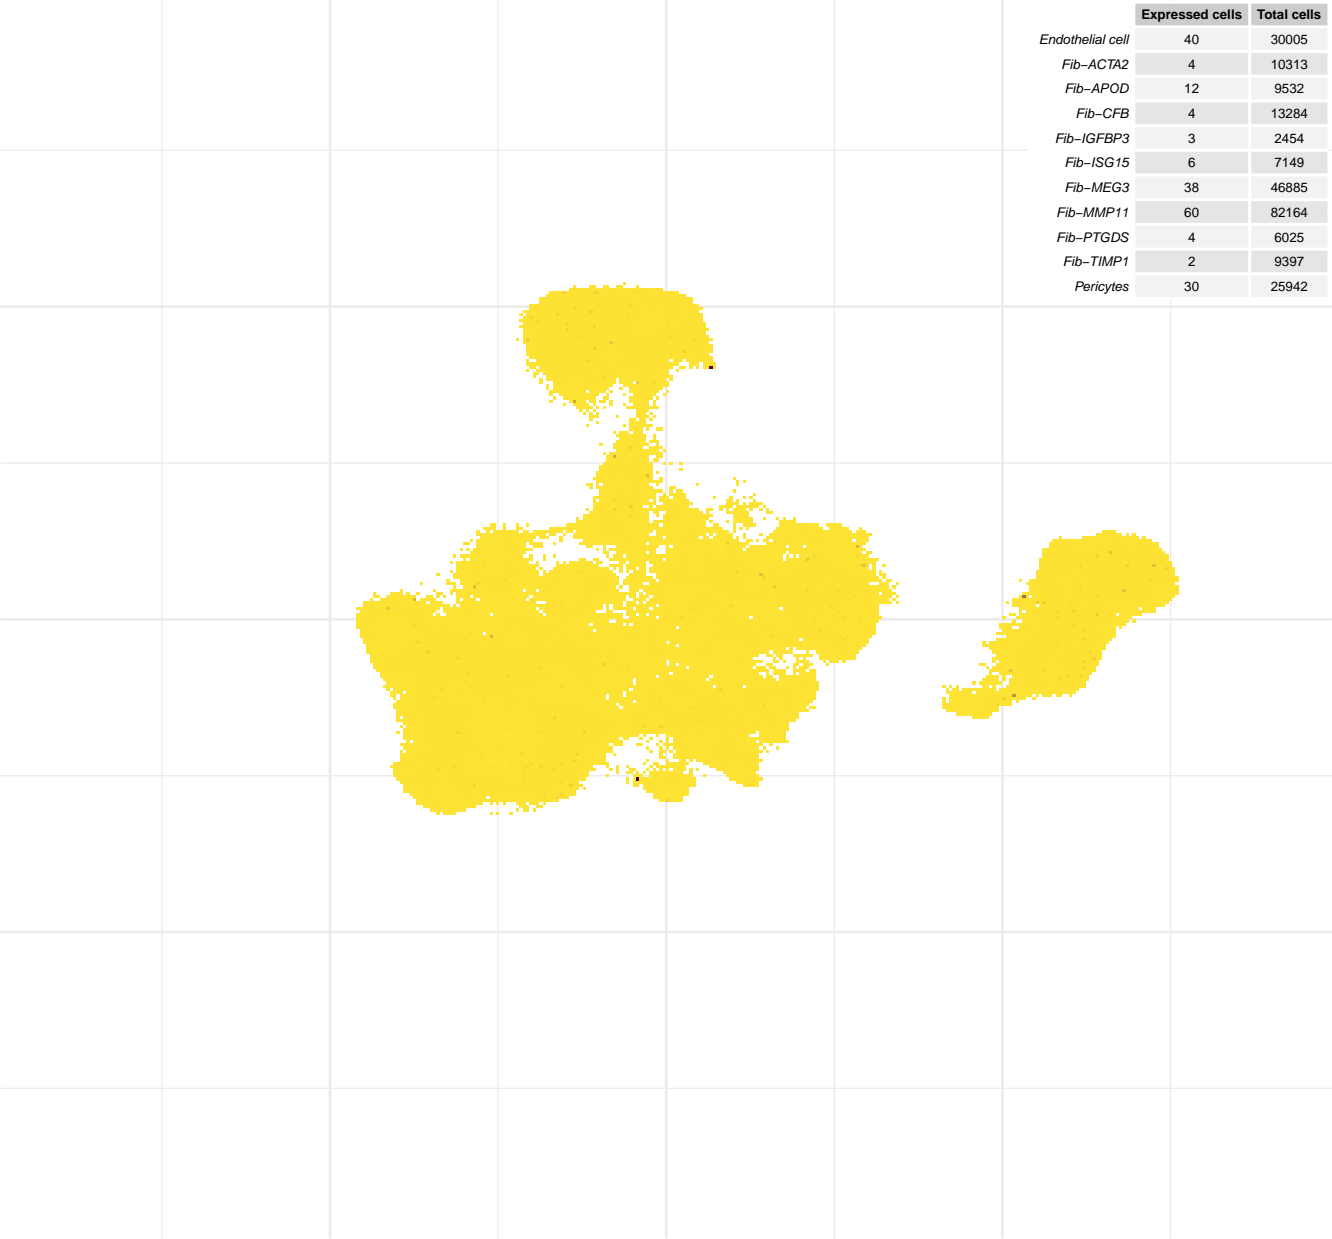 Expressed cells Total cells
Endothelial cell 40 30005
Fib−ACTA2 4 10313
Fib−APOD 12 9532
Fib−CFB 4 13284
Fib−IGFBP3 3 2454
Fib−ISG15 6 7149
Fib−MEG3 38 46885
Fib−MMP11 60 82164
Fib−PTGDS 4 6025
Fib−TIMP1 2 9397
Pericytes 30 25942